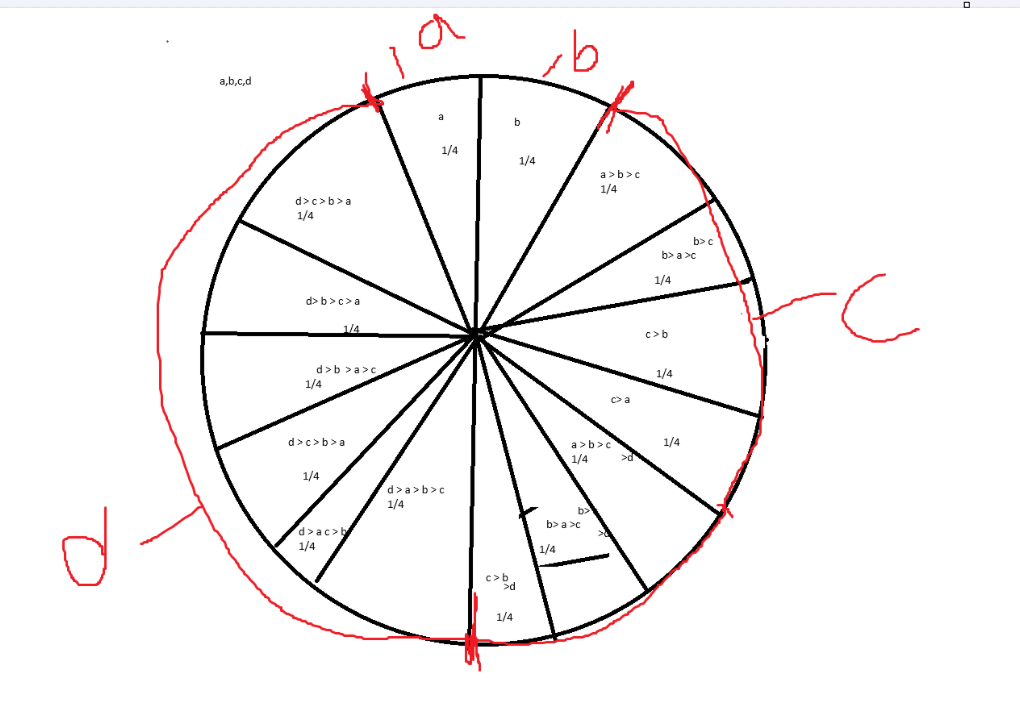 a
b
a,b,c,d
a
b
1/4
1/4
a > b > c
1/4
d > c > b > a
1/4
b > c
b > a > c
1/4
C
d > b > c > a
1/4
c > b
1/4
d > b > a > c
1/4
c > a
1/4
d > c > b > a
1/4
a > b > c
>d
1/4
d > a > b > c
1/4
b>
b > a > c
1/4
d > a c > b
1/4
d
c > b
>d
1/4